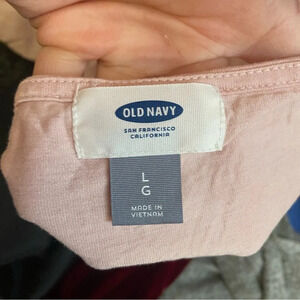 OLD NAVY
SAN FRANCISCO
CALIFORNIA
L
G
MADE IN
VIETNAM